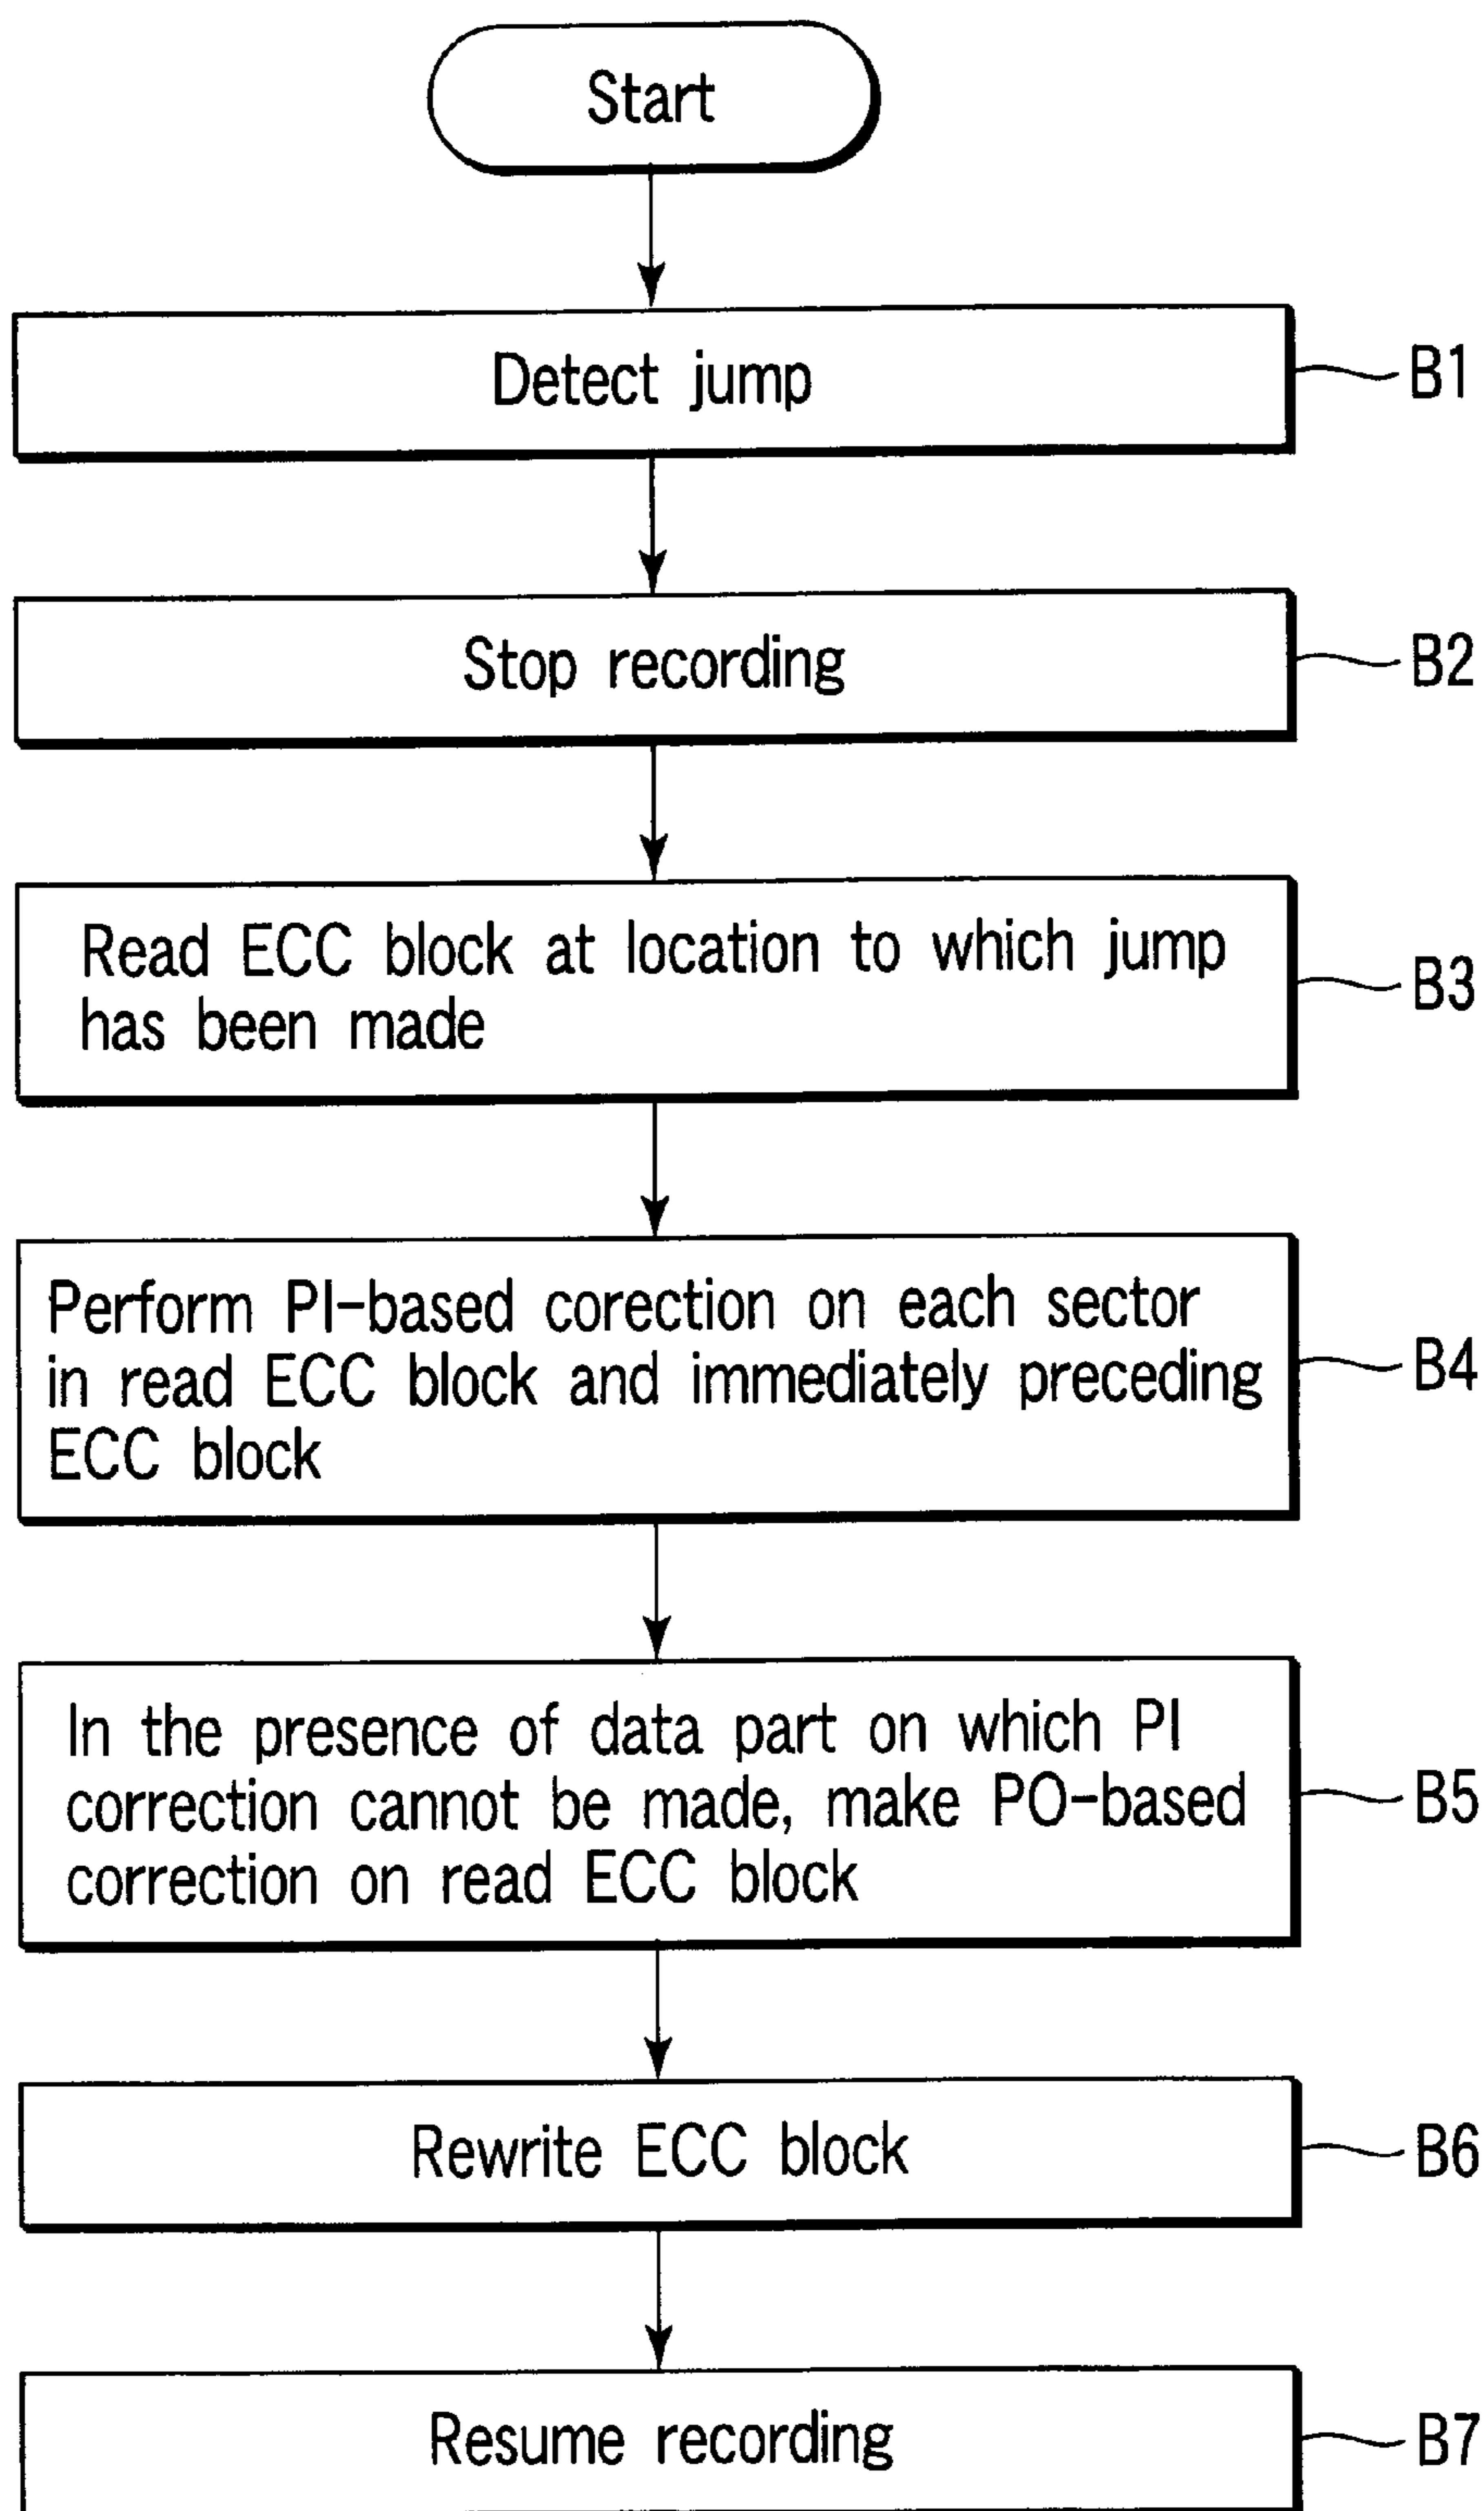 Start
Detect jump
B1
Stop recording
B2
Read ECC block at location to which jump
has been made
B3
Perform PI-based corection on each sector
in read ECC block and immediately preceding
ECC block
B4
In the presence of data part on which PI
correction cannot be made, make PO-based
correction on read ECC block
B5
Rewrite ECC block
B6
Resume recording
B7